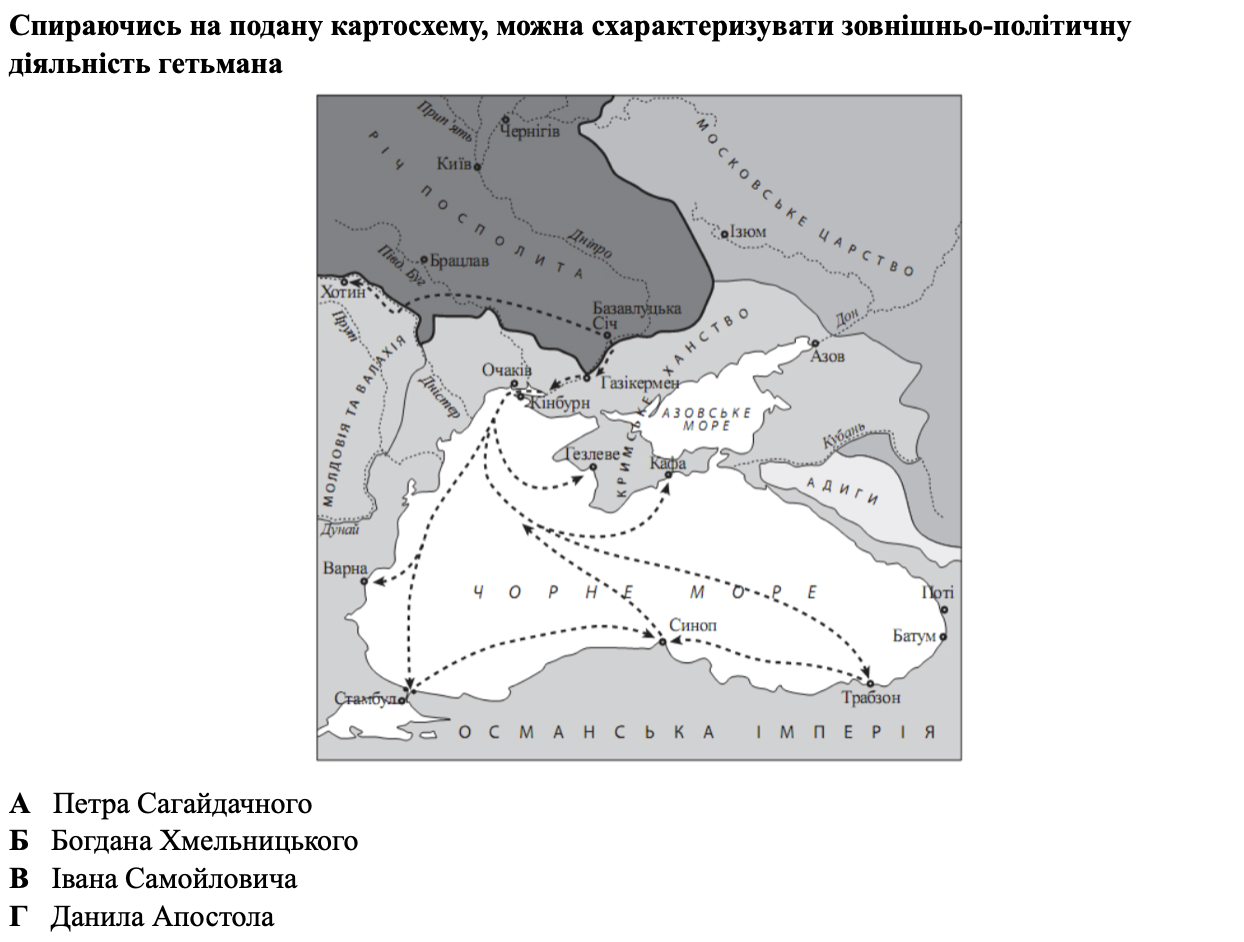 Спираючись на подану картосхему, можна схарактеризувати зовнішньо-політичну
діяльність гетьмана
Прип'ять
Чернігів
МОСКОВСЬКЕ ЦАРСТВО
РІЧ ПОСПОЛИТА
Київ
Ізюм
Дніпро
Півд. Буг
Брацлав
Хотин
Базавлуцька
Січ
Прут
Дон
Азов
МОЛДОВІЯ ТА ВАЛАХІЯ
Очаків
Газікермен
КРИМСЬКЕ ХАНСТВО
Дністер
Кінбурн
АЗОВСЬКЕ
МОРЕ
Кубань
Гезлеве
Кафа
АДИГИ
Дунай
Варна
ЧОРНЕ МОРЕ
Поті
Синоп
Батум
Стамбул
Трабзон
ОСМАНСЬКА ІМПЕРІЯ
А Петра Сагайдачного
Б Богдана Хмельницького
В Івана Самойловича
Г Данила Апостола